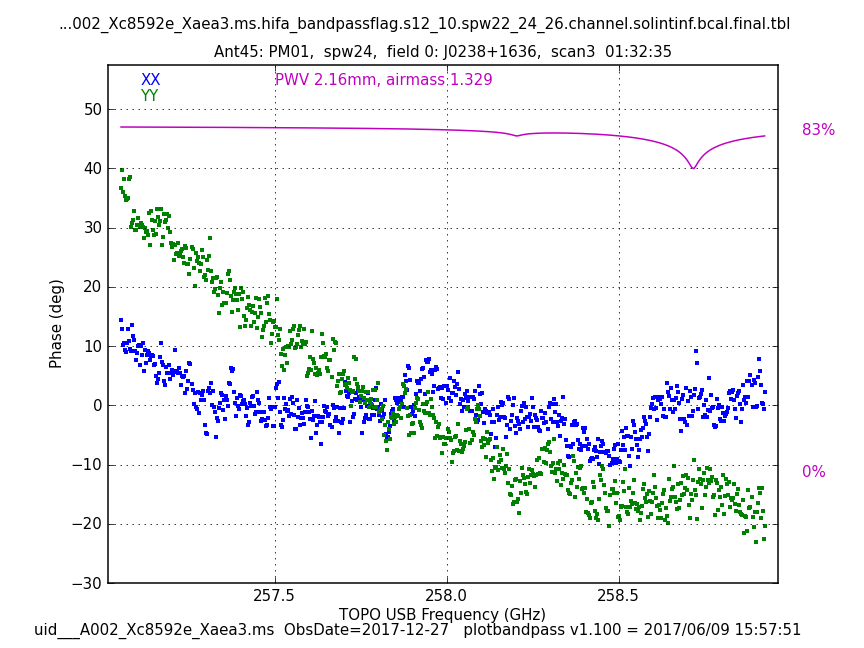 ...002_Xc8592e_Xaea3.ms.hifa_bandpassflag.s12_10.spw22_24_26.channel.solintinf.bcal.final.tbl
Ant45: PM01, spw24, field 0: J0238+1636, scan3 01:32:35
XX
PWV 2.16mm, airmass 1.329
YY
50
83%
40
30
20
10
0
−10
0%
−20
−30
Phase (deg)
257.5 258.0 258.5
TOPO USB Frequency (GHz)
uid___A002_Xc8592e_Xaea3.ms ObsDate=2017-12-27 plotbandpass v1.100 = 2017/06/09 15:57:51